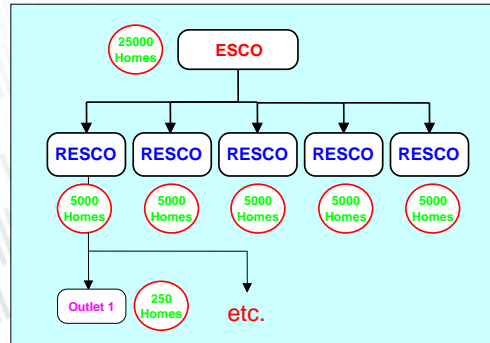 25000
Homes
ESCO
RESCO RESCO RESCO RESCO RESCO
5000 5000 5000 5000 5000
Homes Homes Homes Homes Homes
Outlet 1
250
Homes
etc.